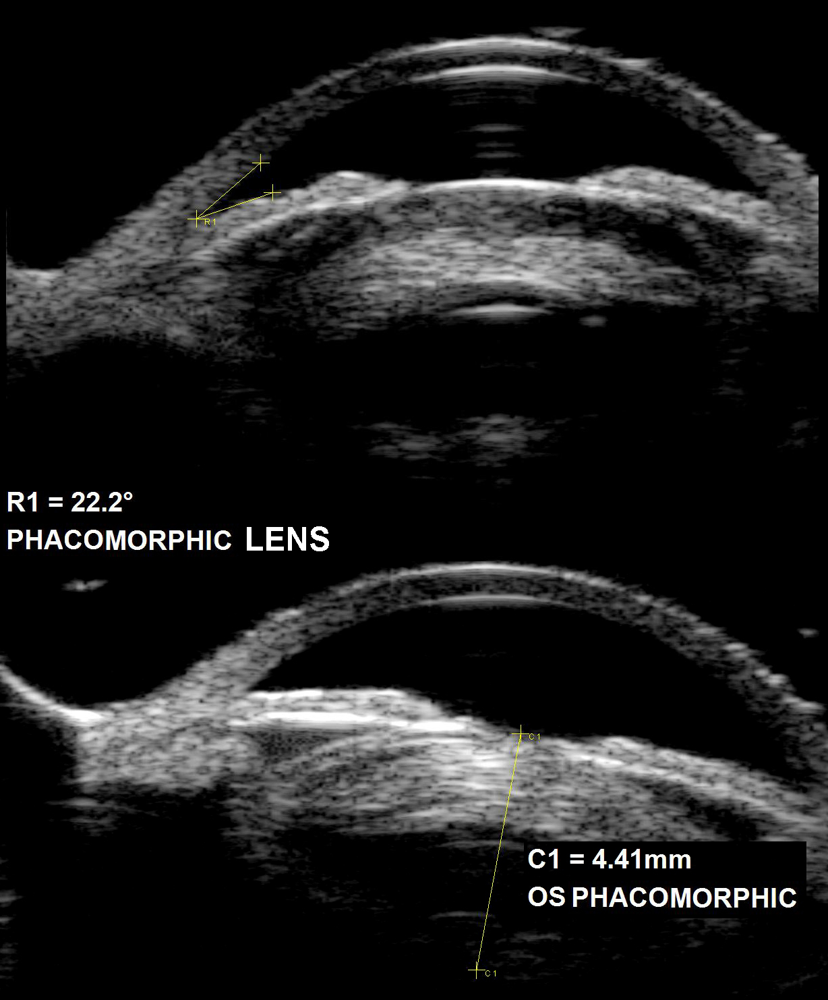 R1
R1 = 22.2°
PHACOMORPHIC LENS
C1
C1 = 4.41mm
OS PHACOMORPHIC
C1